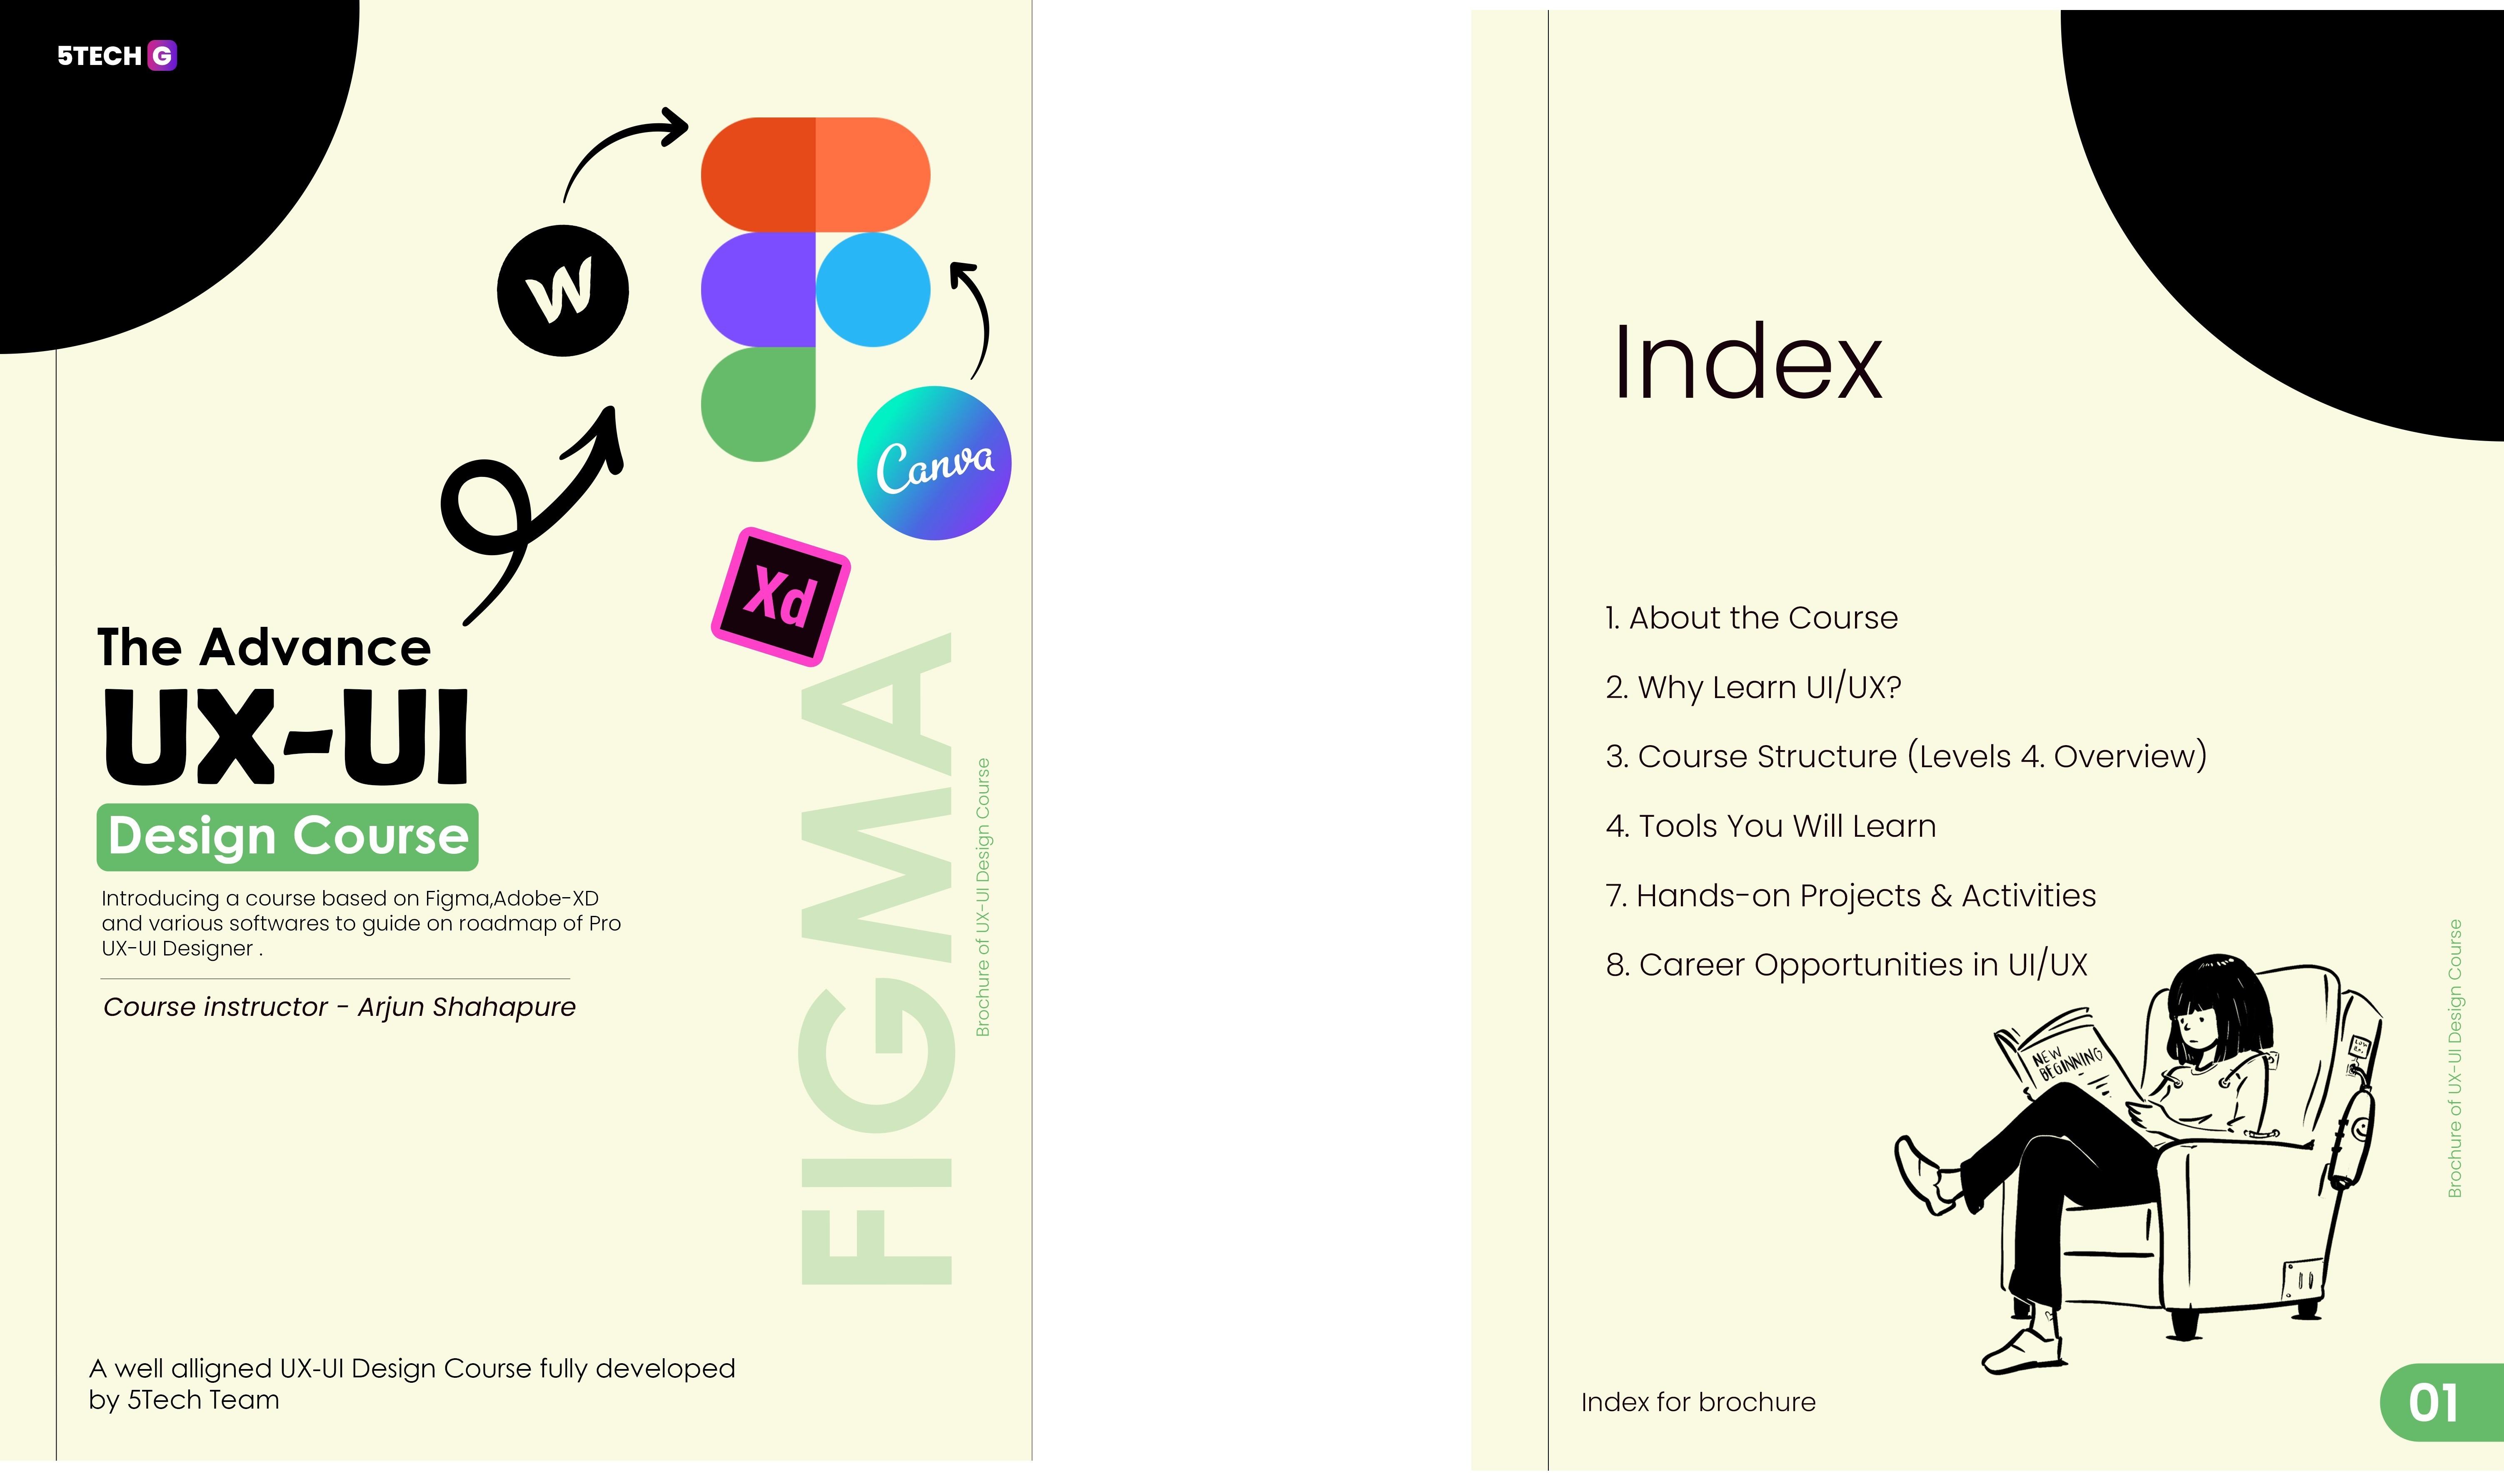 5TECH G
W
Canva
Xd
The Advance
UX-UI
Design Course
Introducing a course based on Figma,Adobe-XD
and various softwares to guide on roadmap of Pro
UX-UI Designer .
Course instructor - Arjun Shahapure
FIGMA
Brochure of UX-UI Design Course
A well alligned UX-UI Design Course fully developed
by 5Tech Team
Index
1. About the Course
2. Why Learn UI/UX?
3. Course Structure (Levels 4. Overview)
4. Tools You Will Learn
7. Hands-on Projects & Activities
8. Career Opportunities in UI/UX
NEW
BEGINNING
Brochure of UX-UI Design Course
Index for brochure
01